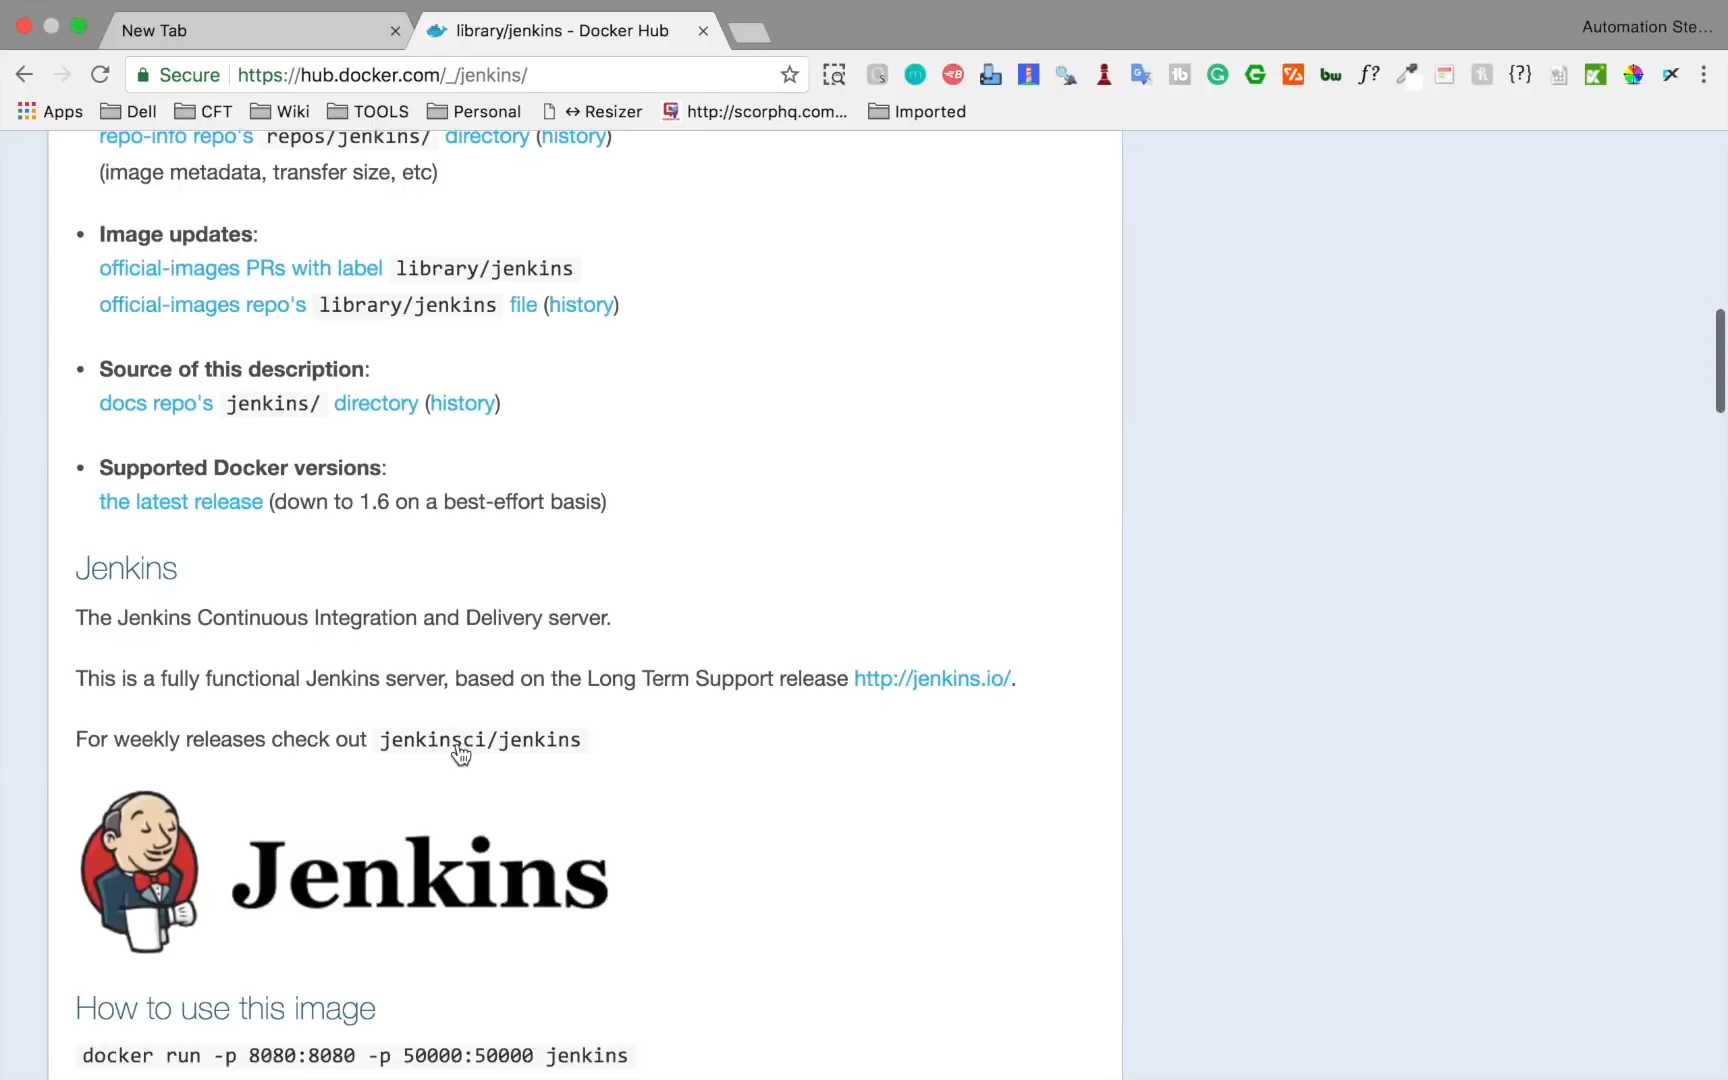 New Tab
library/jenkins - Docker Hub
Automation Ste...
Secure
https://hub.docker.com/_/jenkins/
Apps
Dell
CFT
Wiki
TOOLS
Personal
↔ Resizer
http://scorphq.com...
Imported
repo-info repo's repos/jenkins/ directory (history)
(image metadata, transfer size, etc)
• Image updates:
official-images PRs with label library/jenkins
official-images repo's library/jenkins file (history)
• Source of this description:
docs repo's jenkins/ directory (history)
• Supported Docker versions:
the latest release (down to 1.6 on a best-effort basis)
Jenkins
The Jenkins Continuous Integration and Delivery server.
This is a fully functional Jenkins server, based on the Long Term Support release http://jenkins.io/.
For weekly releases check out jenkinsci/jenkins
Jenkins
How to use this image
docker run -p 8080:8080 -p 50000:50000 jenkins